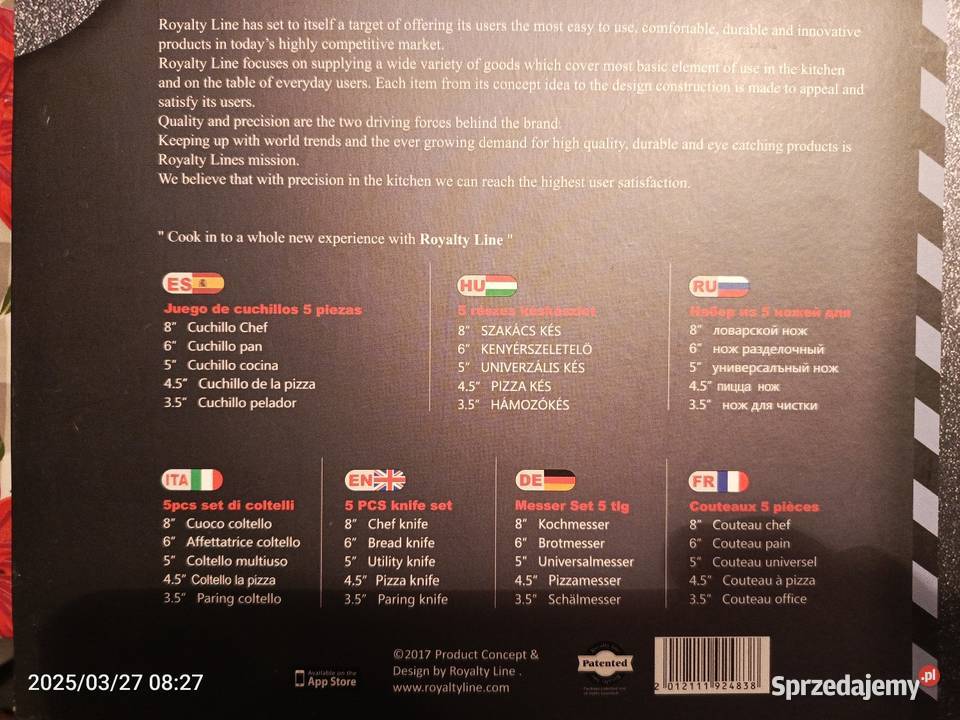 Royalty Line has set to itself a target of offering its users the most easy to use, comfortable, durable and innovative
products in today's highly competitive market.
Royalty Line focuses on supplying a wide variety of goods which cover most basic element of use in the kitchen
and on the table of everyday users. Each item from its concept idea to the design construction is made to appeal and
satisfy its users.
Quality and precision are the two driving forces behind the brand.
Keeping up with world trends and the ever growing demand for high quality, durable and eye catching products is
Royalty Lines mission.
We believe that with precision in the kitchen we can reach the highest user satisfaction.
" Cook in to a whole new experience with Royalty Line "
ES
Juego de cuchillos 5 piezas
8" Cuchillo Chef
6" Cuchillo pan
5" Cuchillo cocina
4.5" Cuchillo de la pizza
3.5" Cuchillo pelador
HU
5 részes késkészlet
8" SZAKÁCS KÉS
6" KENYÉRSZELETELŐ
5" UNIVERZÁLIS KÉS
4.5" PIZZA KÉS
3.5" HÁMOZÓKÉS
RU
Набор из 5 ножей для
8" ловарской нож
6" нож разделочный
5" универсальный нож
4.5" пицца нож
3.5" нож для чистки
ITA
5pcs set di coltelli
8" Cuoco coltello
6" Affettatrice coltello
5" Coltello multiuso
4.5" Coltello la pizza
3.5" Paring coltello
EN
5 PCS knife set
8" Chef knife
6" Bread knife
5" Utility knife
4.5" Pizza knife
3.5" Paring knife
DE
Messer Set 5 tlg
8" Kochmesser
6" Brotmesser
5" Universalmesser
4.5" Pizzamesser
3.5" Schälmesser
FR
Couteaux 5 pièces
8" Couteau chef
6" Couteau pain
5" Couteau universel
4.5" Couteau à pizza
3.5" Couteau office
Available on the
App Store
©2017 Product Concept &
Design by Royalty Line .
www.royaltyline.com
Patented
2 012111 924838
2025/03/27 08:27
Sprzedajemy.pl